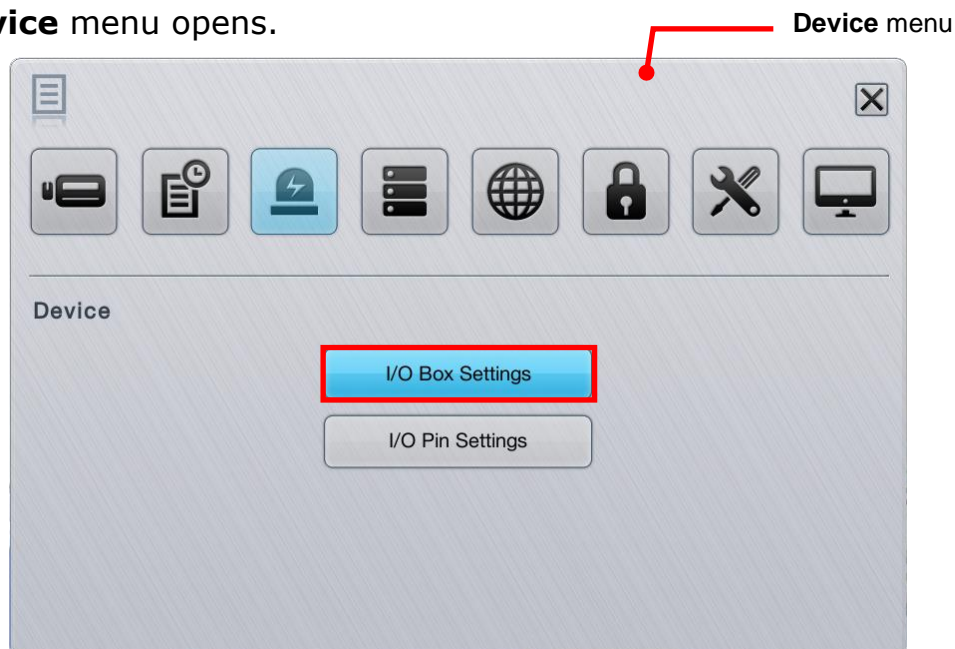 vice menu opens.
Device menu
Device
I/O Box Settings
I/O Pin Settings